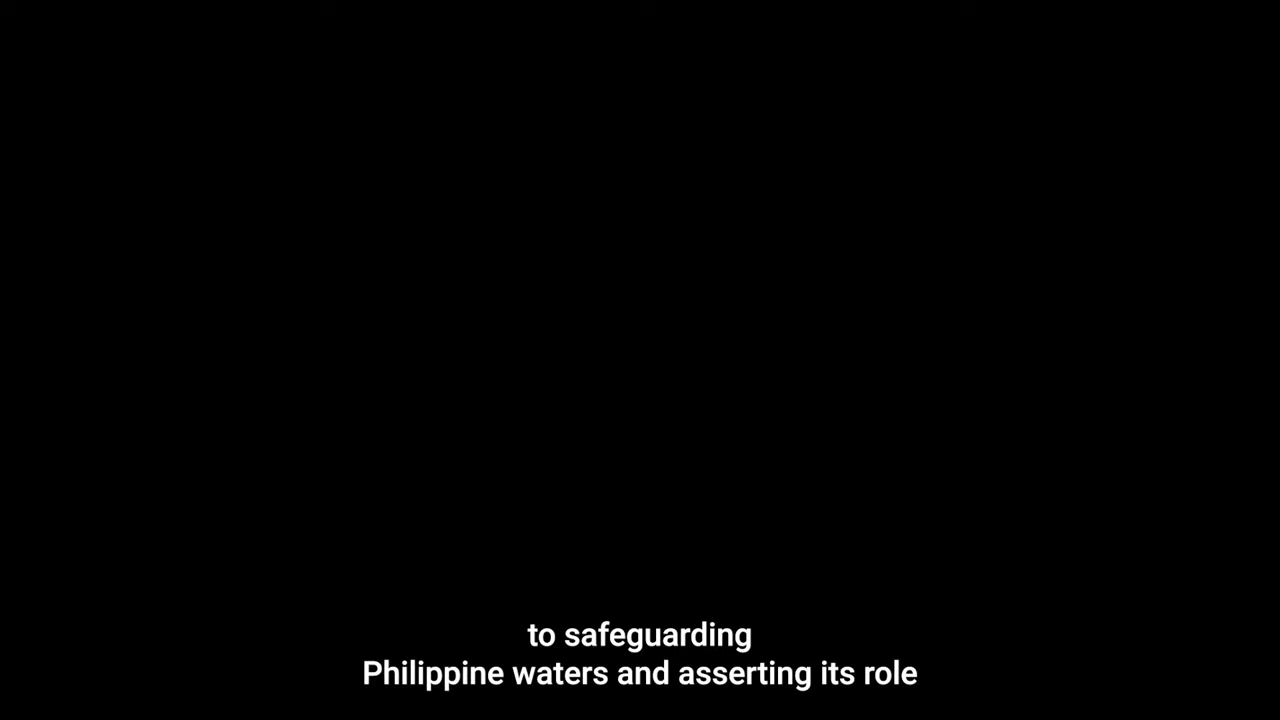 to safeguarding
Philippine waters and asserting its role